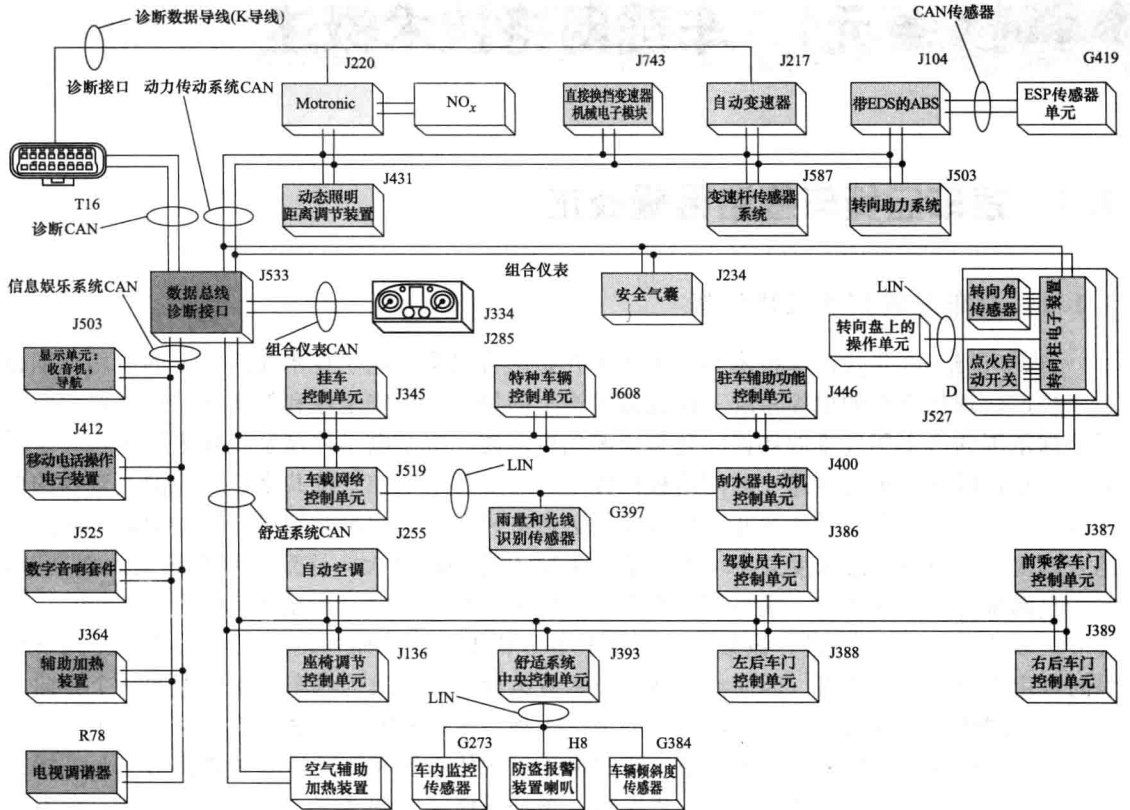 诊断数据导线(K导线)
CAN传感器
诊断接口
动力传动系统CAN
J220
J743
J217
J104
G419
Motronic
NOx
直接换挡变速器
机械电子模块
自动变速器
带EDS的ABS
ESP传感器
单元
J431
J587
J503
动态照明
距离调节装置
变速杆传感器
系统
转向助力系统
T16
诊断CAN
信息娱乐系统CAN
J533
数据总线
诊断接口
组合仪表
J334
J285
组合仪表CAN
安全气囊
J234
LIN
转向盘上的
操作单元
转向角
传感器
点火启
动开关
转向柱电子装置
D
J527
J503
显示单元:
收音机,
导航
挂车
控制单元
J345
特种车辆
控制单元
J608
驻车辅助功能
控制单元
J446
J412
移动电话操作
电子装置
车载网络
控制单元
J519
LIN
J400
刮水器电动机
控制单元
G397
雨量和光线
识别传感器
舒适系统CAN
J255
J386
J387
J525
数字音响套件
自动空调
驾驶员车门
控制单元
前乘客车门
控制单元
J389
J364
辅助加热
装置
座椅调节
控制单元
J136
舒适系统
中央控制单元
J393
左后车门
控制单元
J388
右后车门
控制单元
LIN
R78
电视调谐器
空气辅助
加热装置
G273
车内监控
传感器
H8
防盗报警
装置喇叭
G384
车辆倾斜度
传感器